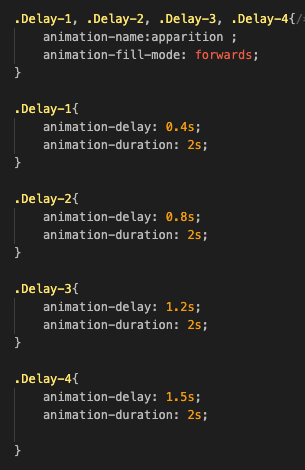 .Delay-1, .Delay-2, .Delay-3, .Delay-4{/
animation-name:apparition ;
animation-fill-mode: forwards;
}
.Delay-1{
animation-delay: 0.4s;
animation-duration: 2s;
}
.Delay-2{
animation-delay: 0.8s;
animation-duration: 2s;
}
.Delay-3{
animation-delay: 1.2s;
animation-duration: 2s;
}
.Delay-4{
animation-delay: 1.5s;
animation-duration: 2s;
}